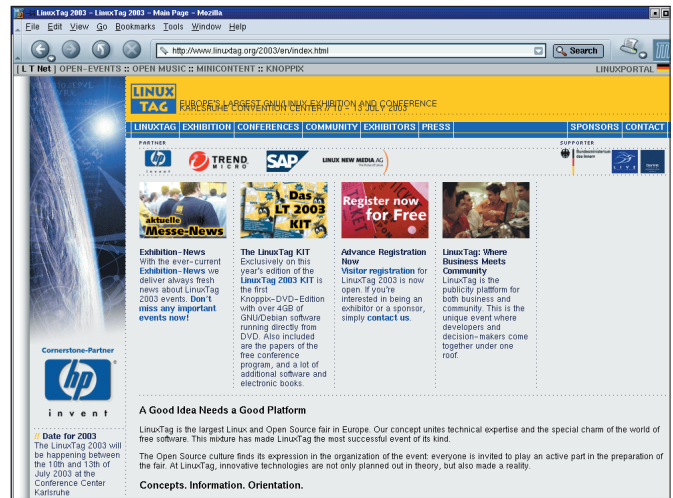 LinuxTag 2003 - LinuxTag 2003 - Main Page - Mozilla
File Edit View Go Bookmarks Tools Window Help
http://www.linuxtag.org/2003/en/index.html
Search
L T Net | OPEN-EVENTS :: OPEN MUSIC :: MINICONTENT :: KNOPPIX
LINUXPORTAL
LINUX
TAG
EUROPE'S LARGEST GNU/LINUX EXHIBITION AND CONFERENCE
KARLSRUHE CONVENTION CENTER // 10 - 13 JULY 2003
LINUXTAG EXHIBITION CONFERENCES COMMUNITY EXHIBITORS PRESS SPONSORS CONTACT
PARTNER
SUPPORTER
hp
invent
TREND
MICRO
SAP
LINUX NEW MEDIA AG
Bundesministerium
des Innern
LIVE
aktuelle
Messe-News
Das
LT 2003
KIT
TICKET
Register now
for Free
Exhibition-News
With the ever-current
Exhibition-News we
deliver always fresh
news about LinuxTag
2003 events. Don't
miss any important
events now!
The LinuxTag KIT
Exclusively on this
year's edition of the
LinuxTag 2003 KIT is
the first
Knoppix-DVD-Edition
with over 4GB of
GNU/Debian software
running directly from
DVD. Also included
are the papers of the
free conference
program, and a lot of
additional software and
electronic books.
Advance Registration
Now
Visitor registration for
LinuxTag 2003 is now
open. If you're
interested in being an
exhibitor or a sponsor,
simply contact us.
LinuxTag: Where
Business Meets
Community
LinuxTag is the
publicity platform for
both business and
community. This is the
unique event where
developers and
decision-makers come
together under one
roof.
Cornerstone-Partner
hp
invent
// Date for 2003
The LinuxTag 2003 will
be happening between
the 10th and 13th of
July 2003 at the
Conference Center
Karlsruhe
A Good Idea Needs a Good Platform
LinuxTag is the largest Linux and Open Source fair in Europe. Our concept unites technical expertise and the special charm of the world of
free software. This mixture has made LinuxTag the most successful event of its kind.
The Open Source culture finds its expression in the organization of the event: everyone is invited to play an active part in the preparation of
the fair. At LinuxTag, innovative technologies are not only planned out in theory, but also made a reality.
Concepts. Information. Orientation.